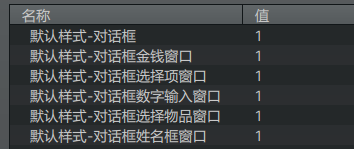 名称 值
默认样式-对话框 1
默认样式-对话框金钱窗口 1
默认样式-对话框选择项窗口 1
默认样式-对话框数字输入窗口 1
默认样式-对话框选择物品窗口 1
默认样式-对话框姓名框窗口 1